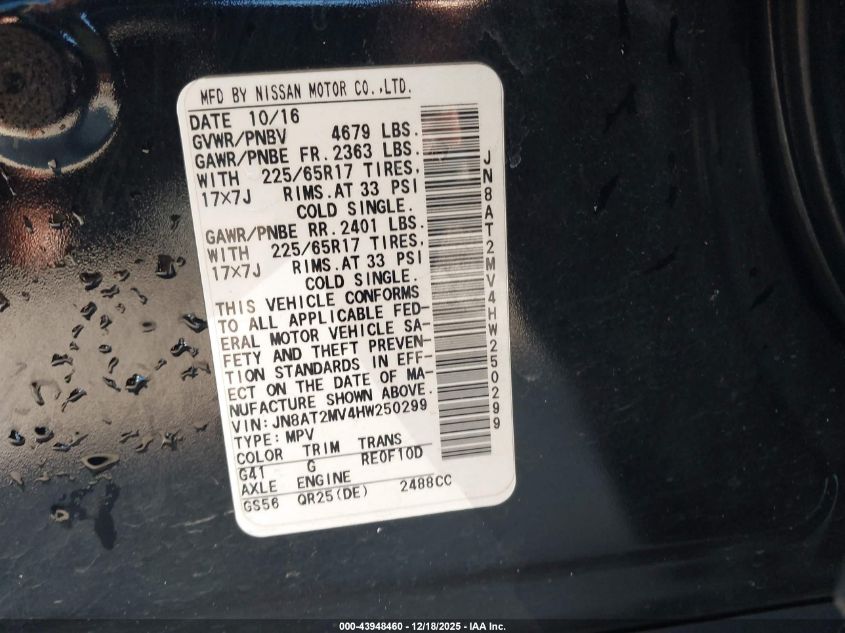 MFD BY NISSAN MOTOR CO.,LTD.
DATE 10/16
GVWR/PNBV 4679 LBS.
GAWR/PNBE FR. 2363 LBS.
WITH 225/65R17 TIRES,
17×7J RIMS.AT 33 PSI
COLD SINGLE.
GAWR/PNBE RR. 2401 LBS.
WITH 225/65R17 TIRES,
17×7J RIMS.AT 33 PSI
COLD SINGLE.
THIS VEHICLE CONFORMS
TO ALL APPLICABLE FED-
ERAL MOTOR VEHICLE SA-
FETY AND THEFT PREVEN-
TION STANDARDS IN EFF-
ECT ON THE DATE OF MA-
NUFACTURE SHOWN ABOVE.
VIN: JN8AT2MV4HW250299
TYPE: MPV
COLOR TRIM TRANS
G41 G RE0F10D
AXLE ENGINE
GS56 QR25(DE) 2488CC
JN8AT2MV4HW250299
000-43948460 - 12/18/2025 - IAA Inc.